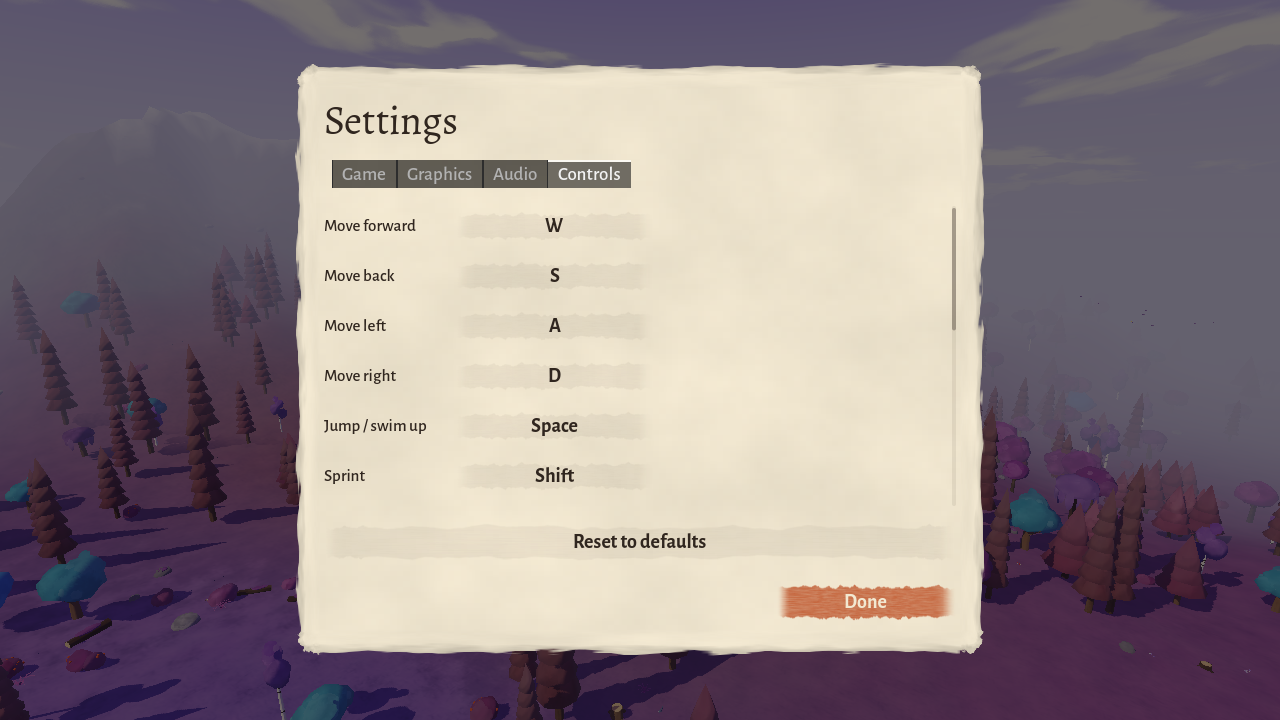 Settings
Game Graphics Audio Controls
Move forward W
Move back S
Move left A
Move right D
Jump / swim up Space
Sprint Shift
Reset to defaults
Done